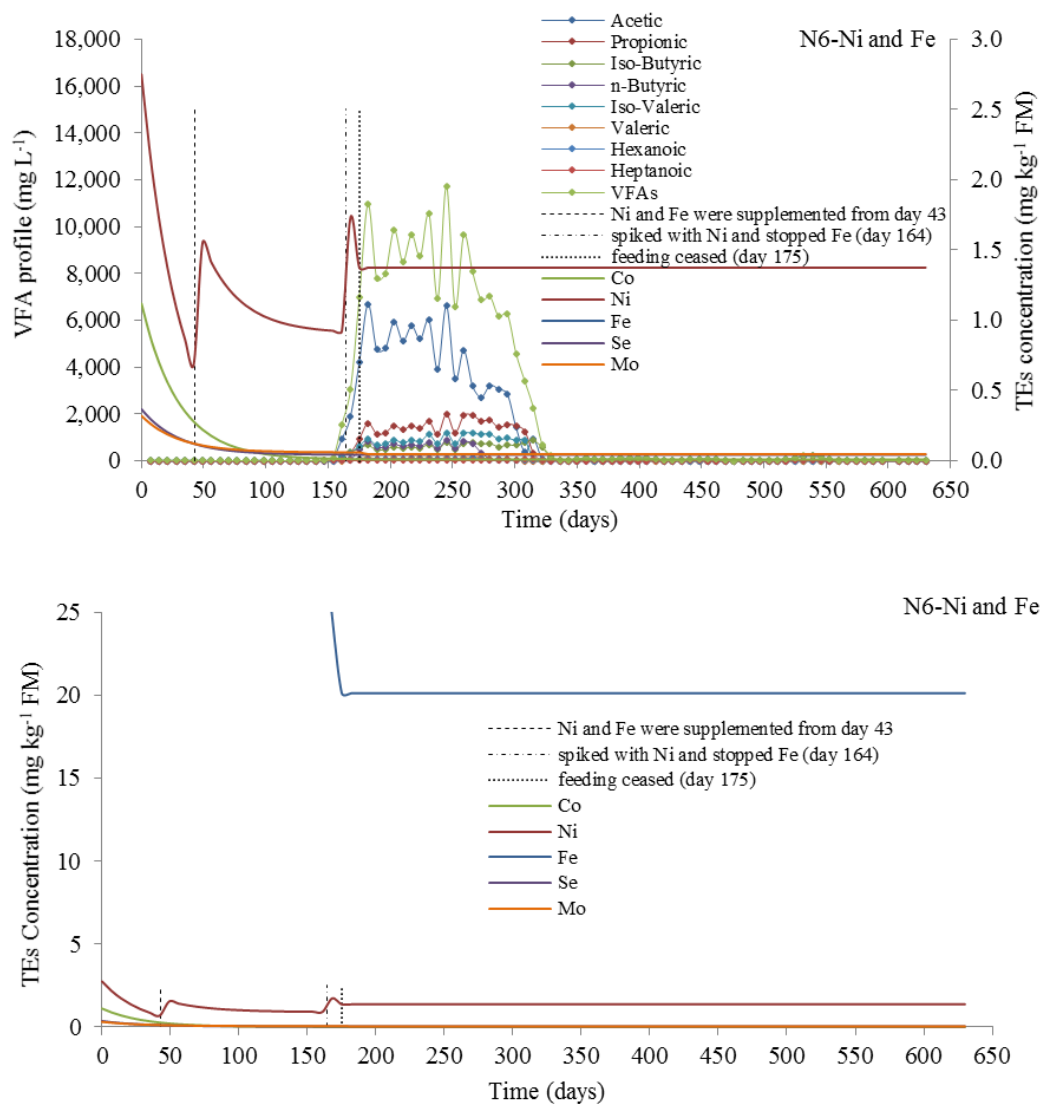 N6-Ni and Fe
Acetic
Propionic
Iso-Butyric
n-Butyric
Iso-Valeric
Valeric
Hexanoic
Heptanoic
VFAs
Ni and Fe were supplemented from day 43
spiked with Ni and stopped Fe (day 164)
feeding ceased (day 175)
Co
Ni
Fe
Se
Mo
18,000
16,000
14,000
12,000
10,000
8,000
6,000
4,000
2,000
0
VFA profile (mg L-1)
3.0
2.5
2.0
1.5
1.0
0.5
0.0
TEs concentration (mg kg-1 FM)
0 50 100 150 200 250 300 350 400 450 500 550 600 650
Time (days)
N6-Ni and Fe
25
20
15
10
5
0
TEs Concentration (mg kg-1 FM)
Ni and Fe were supplemented from day 43
spiked with Ni and stopped Fe (day 164)
feeding ceased (day 175)
Co
Ni
Fe
Se
Mo
0 50 100 150 200 250 300 350 400 450 500 550 600 650
Time (days)